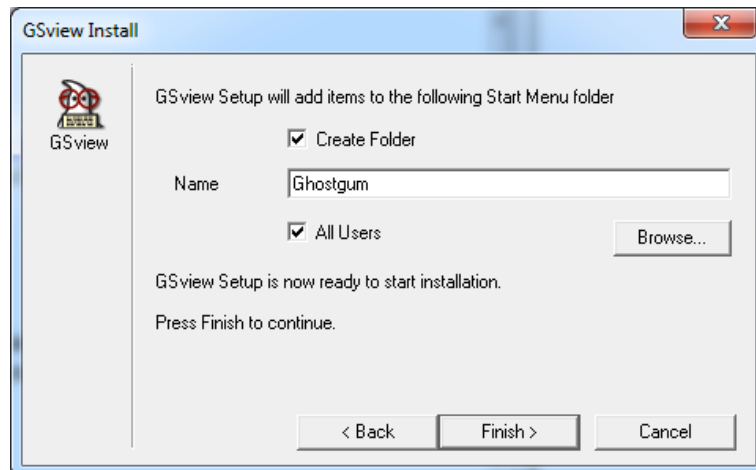 GSview Install
GSview Setup will add items to the following Start Menu folder
GSview
Create Folder
Name Ghostgum
All Users Browse...
GSview Setup is now ready to start installation.
Press Finish to continue.
< Back Finish > Cancel